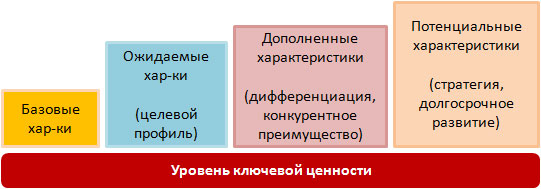 Базовые
хар-ки
Ожидаемые
хар-ки
(целевой
профиль)
Дополненные
характеристики
(дифференциация,
конкурентное
преимущество)
Потенциальные
характеристики
(стратегия,
долгосрочное
развитие)
Уровень ключевой ценности